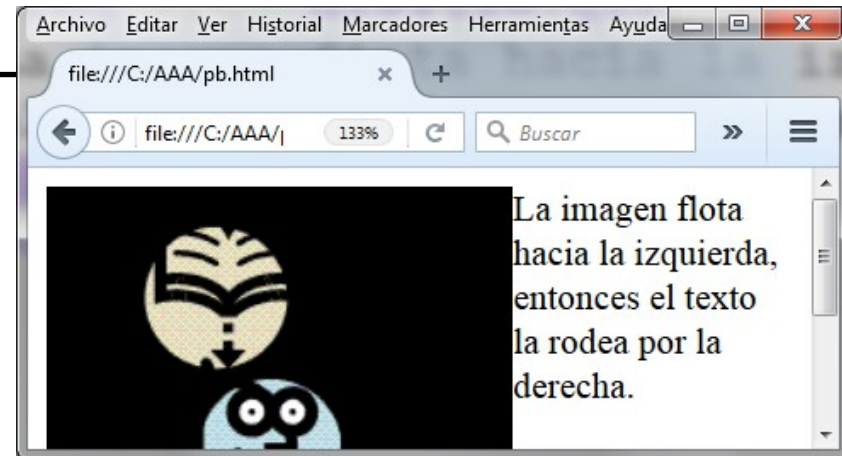 Archivo Editar Ver Historial Marcadores Herramientas Ayuda
file:///C:/AAA/pb.html
file:///C:/AAA/p 133% Buscar
La imagen flota
hacia la izquierda,
entonces el texto
la rodea por la
derecha.